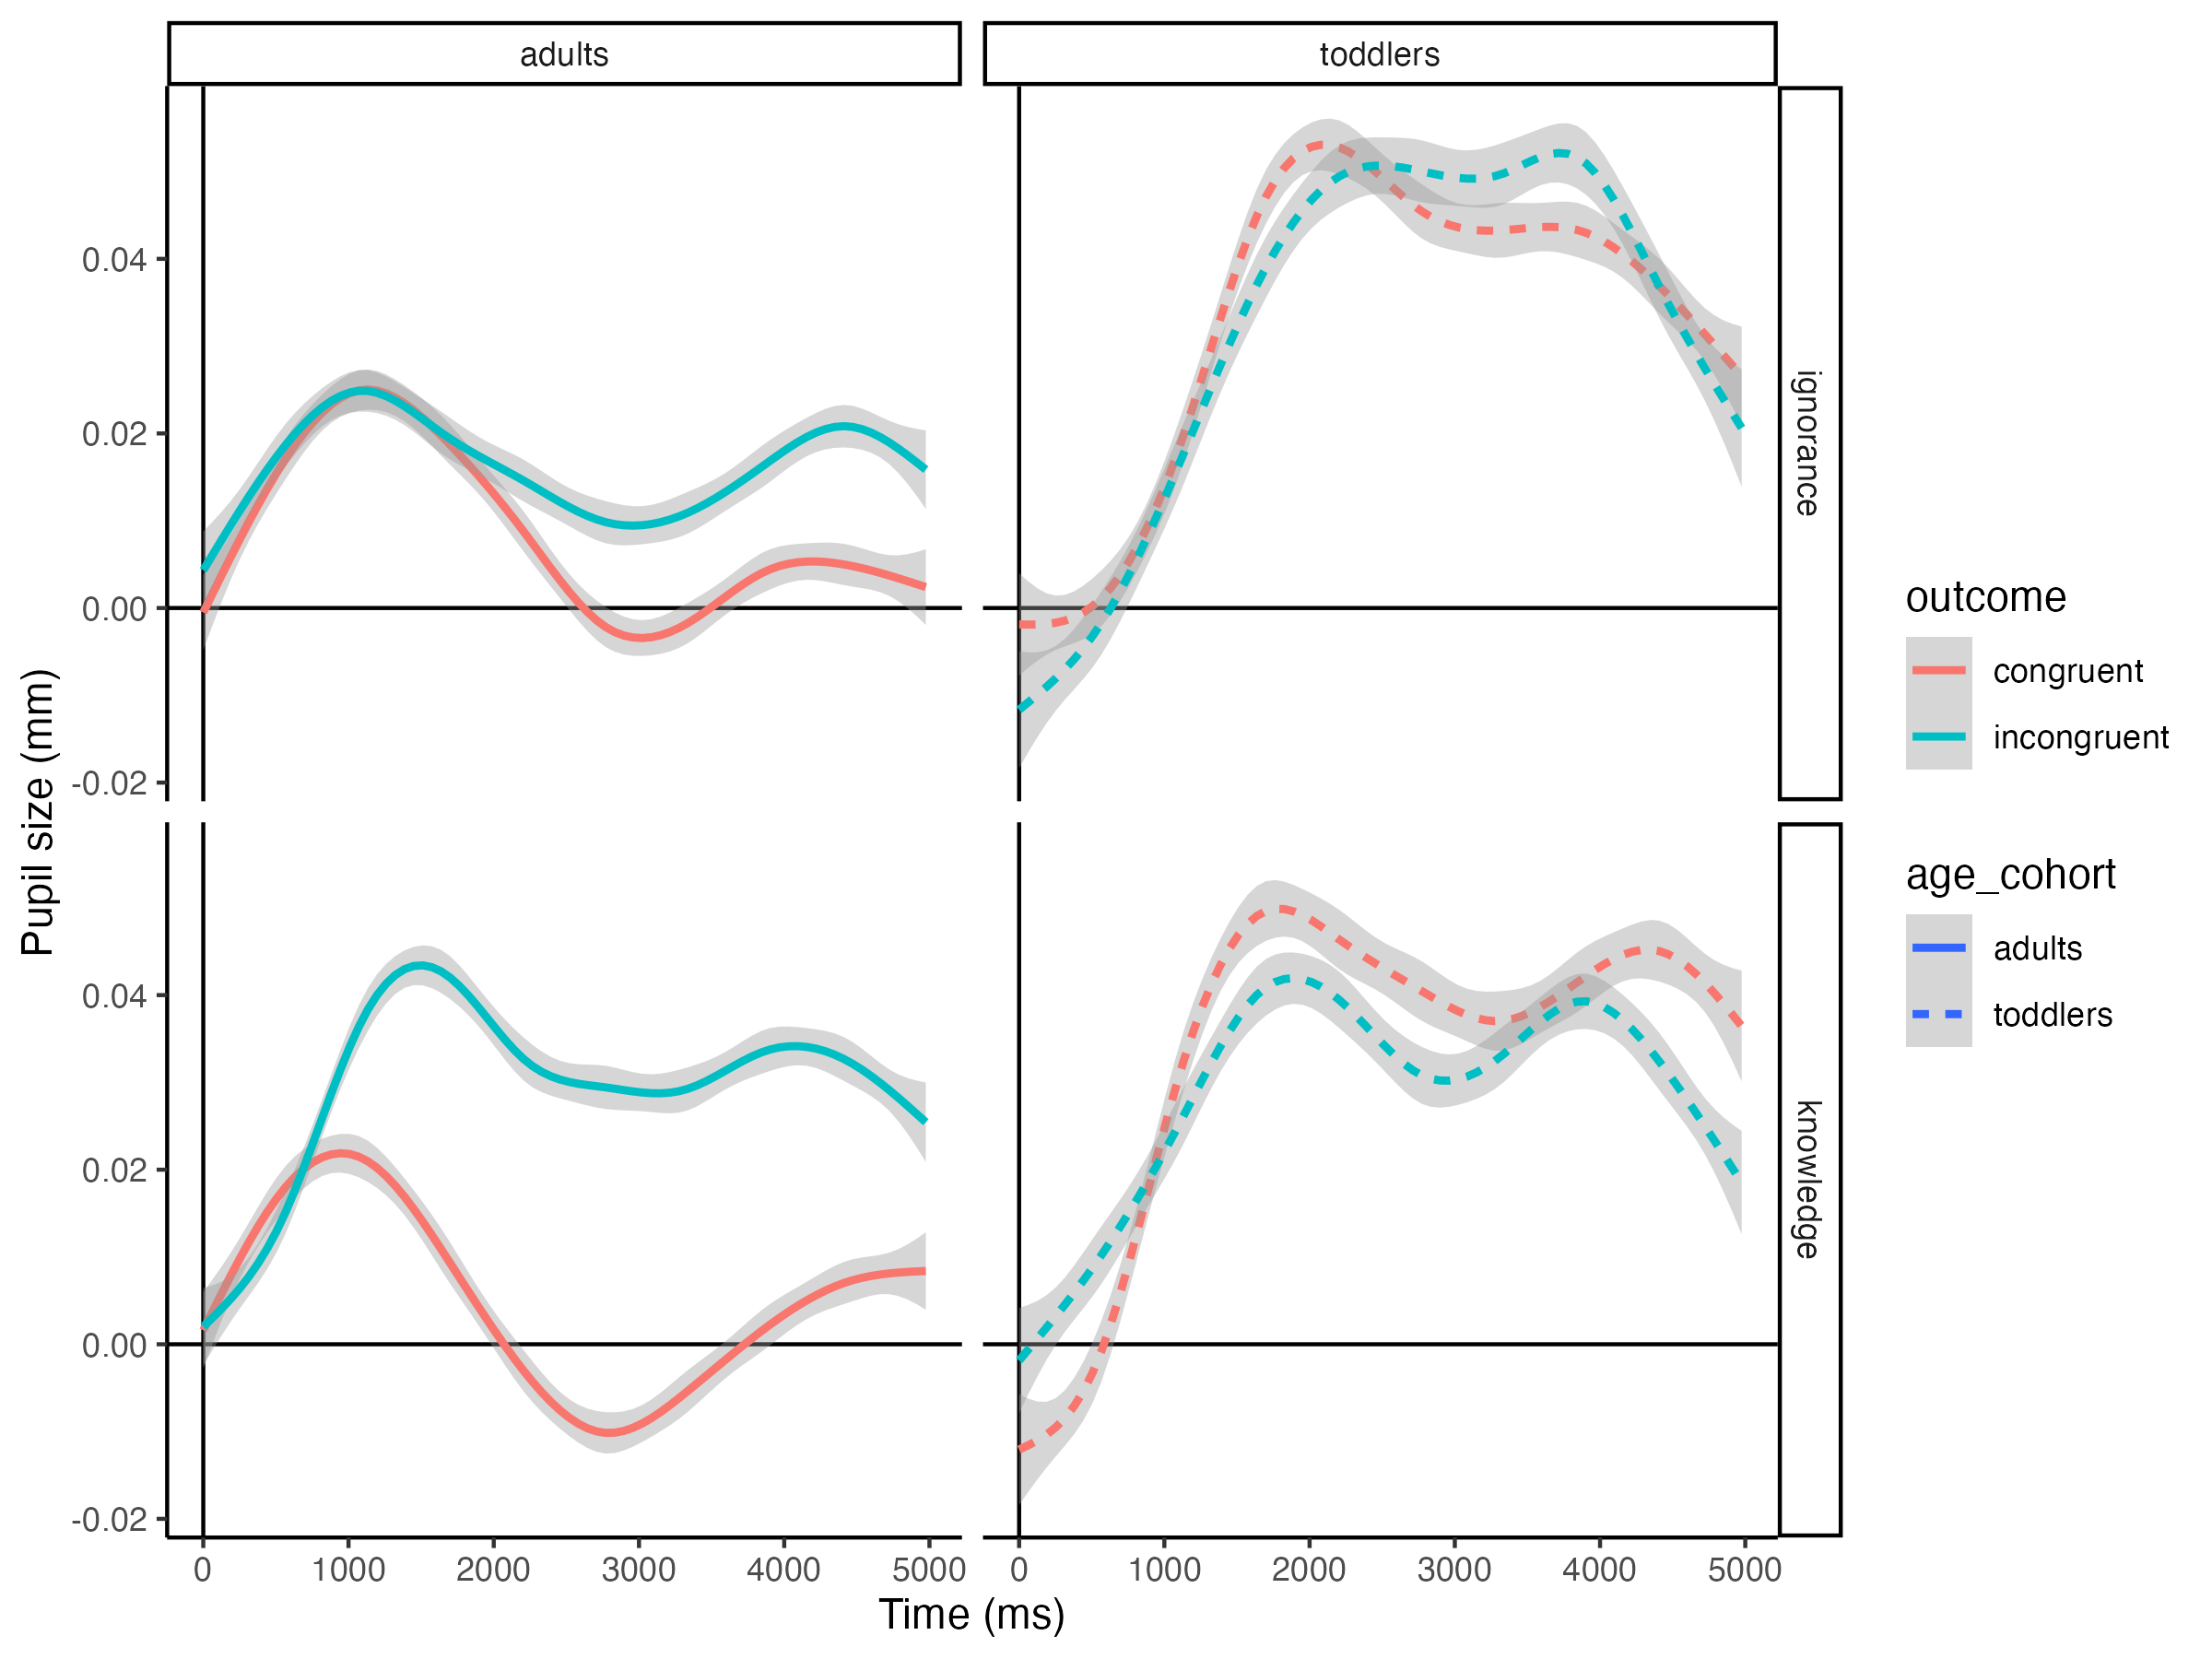 adults
toddlers
ignorance
knowledge
Pupil size (mm)
0.04
0.02
0.00
-0.02
0.04
0.02
0.00
-0.02
0 1000 2000 3000 4000 5000
0 1000 2000 3000 4000 5000
Time (ms)
outcome
congruent
incongruent
age_cohort
adults
toddlers